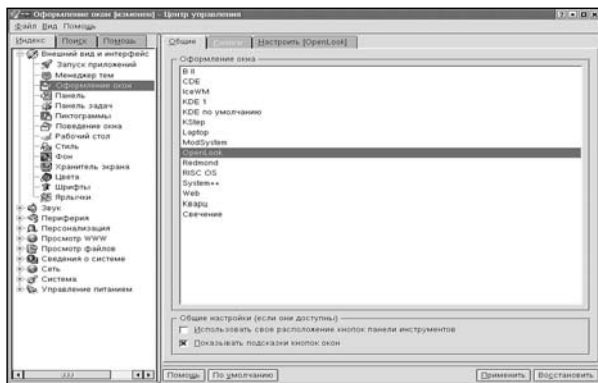 Оформление окон [изменён] - Центр управления
Файл Вид Помощь
Индекс Поиск Помощь
Внешний вид и интерфейс
Запуск приложений
Менеджер тем
Оформление окон
Панель
Панель задач
Пиктограммы
Поведение окна
Рабочий стол
Стиль
Фон
Хранитель экрана
Цвета
Шрифты
Ярлычки
Звук
Периферия
Персонализация
Просмотр WWW
Просмотр файлов
Сведения о системе
Сеть
Система
Управление питанием
Общие Кнопки Настроить [OpenLook]
Оформление окна
B II
CDE
IceWM
KDE 1
KDE по умолчанию
KStep
Laptop
ModSystem
OpenLook
Redmond
RISC OS
System++
Web
Кварц
Свечение
Общие настройки (если они доступны)
Использовать свое расположение кнопок панели инструментов
Показывать подсказки кнопок окон
Помощь По умолчанию Применить Восстановить